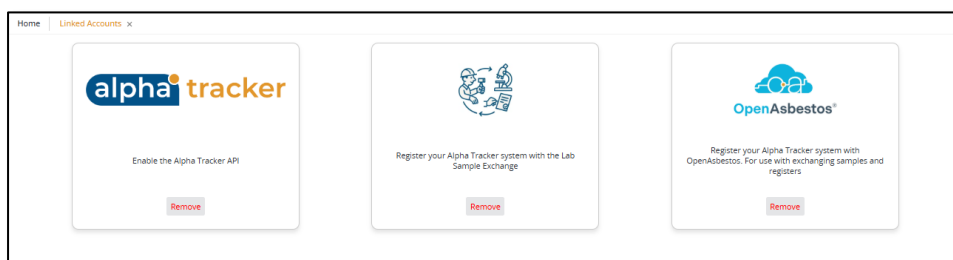 Home
Linked Accounts ×
alpha tracker
Enable the Alpha Tracker API
Remove
Register your Alpha Tracker system with the Lab
Sample Exchange
Remove
OpenAsbestos®
Register your Alpha Tracker system with
OpenAsbestos. For use with exchanging samples and
registers
Remove